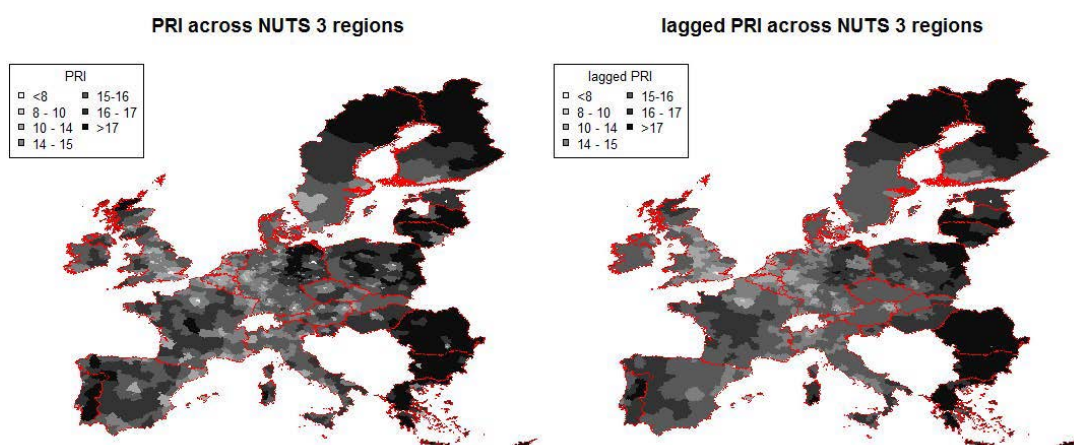 PRI across NUTS 3 regions
PRI
<8
8 - 10
10 - 14
14 - 15
15-16
16 - 17
>17
lagged PRI across NUTS 3 regions
lagged PRI
<8
8 - 10
10 - 14
14 - 15
15-16
16 - 17
>17